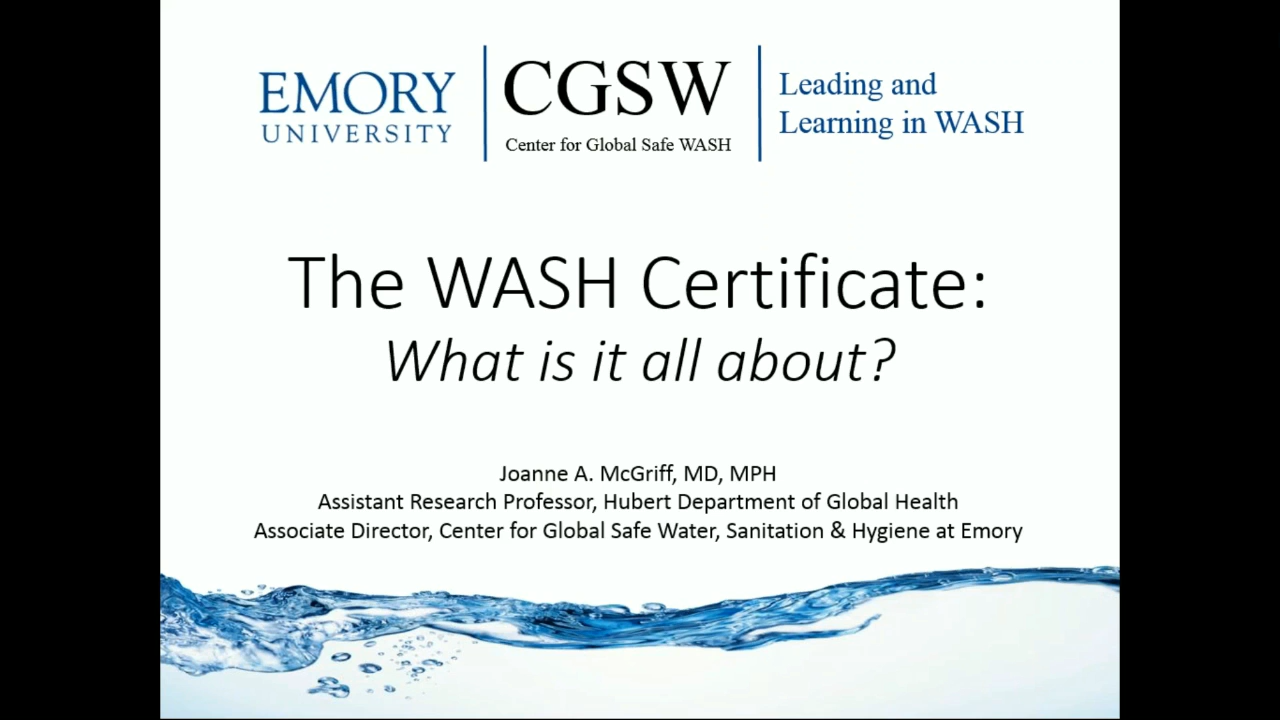 EMORY
UNIVERSITY
CGSW
Center for Global Safe WASH
Leading and
Learning in WASH
The WASH Certificate:
What is it all about?
Joanne A. McGriff, MD, MPH
Assistant Research Professor, Hubert Department of Global Health
Associate Director, Center for Global Safe Water, Sanitation & Hygiene at Emory